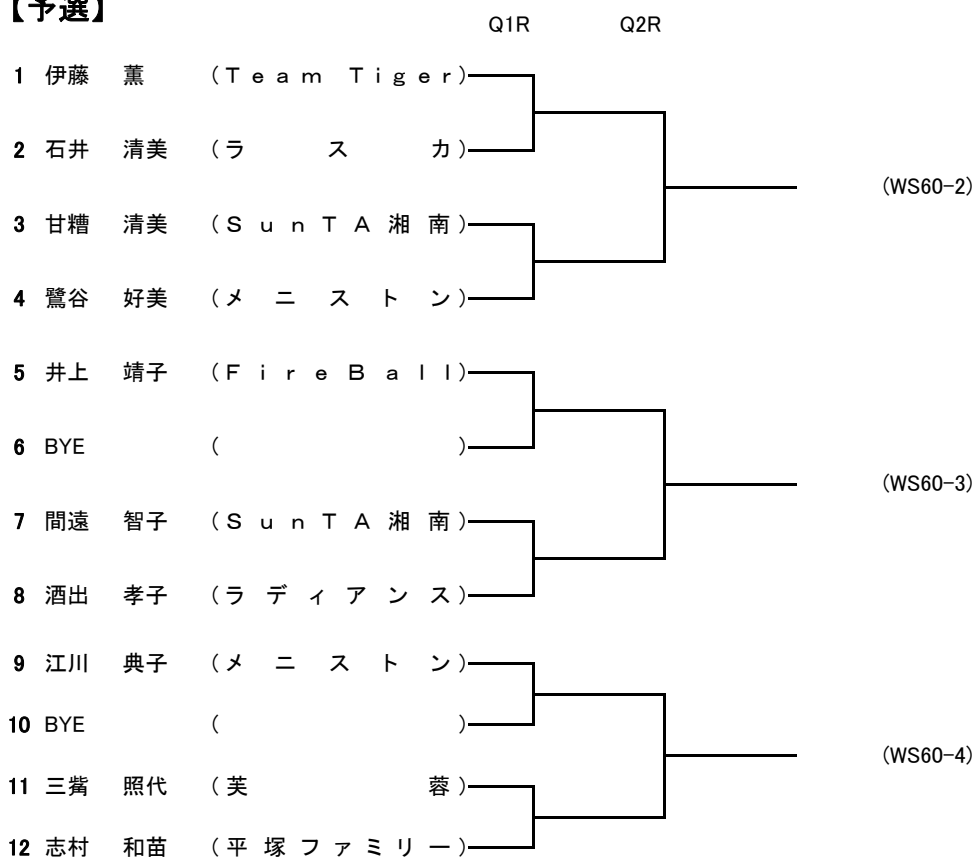 【予選】
Q1R Q2R
1 伊藤 薫 (Team Tiger)
2 石井 清美 (ラスカ)
(WS60-2)
3 甘糟 清美 (SunTA湘南)
4 鷺谷 好美 (メニストン)
5 井上 靖子 (FireBall)
6 BYE ( )
(WS60-3)
7 間遠 智子 (SunTA湘南)
8 酒出 孝子 (ラディアンス)
9 江川 典子 (メニストン)
10 BYE ( )
(WS60-4)
11 三觜 照代 (芙蓉)
12 志村 和苗 (平塚ファミリー)